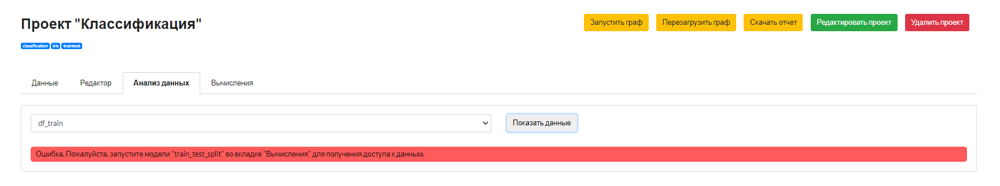 Проект "Классификация"
Запустить граф Перезагрузить граф Скачать отчет Редактировать проект Удалить проект
classification iris traintest
Данные Редактор Анализ данных Вычисления
df_train Показать данные
Ошибка. Пожалуйста, запустите модели "train_test_split" во вкладке "Вычисления" для получения доступа к данным.